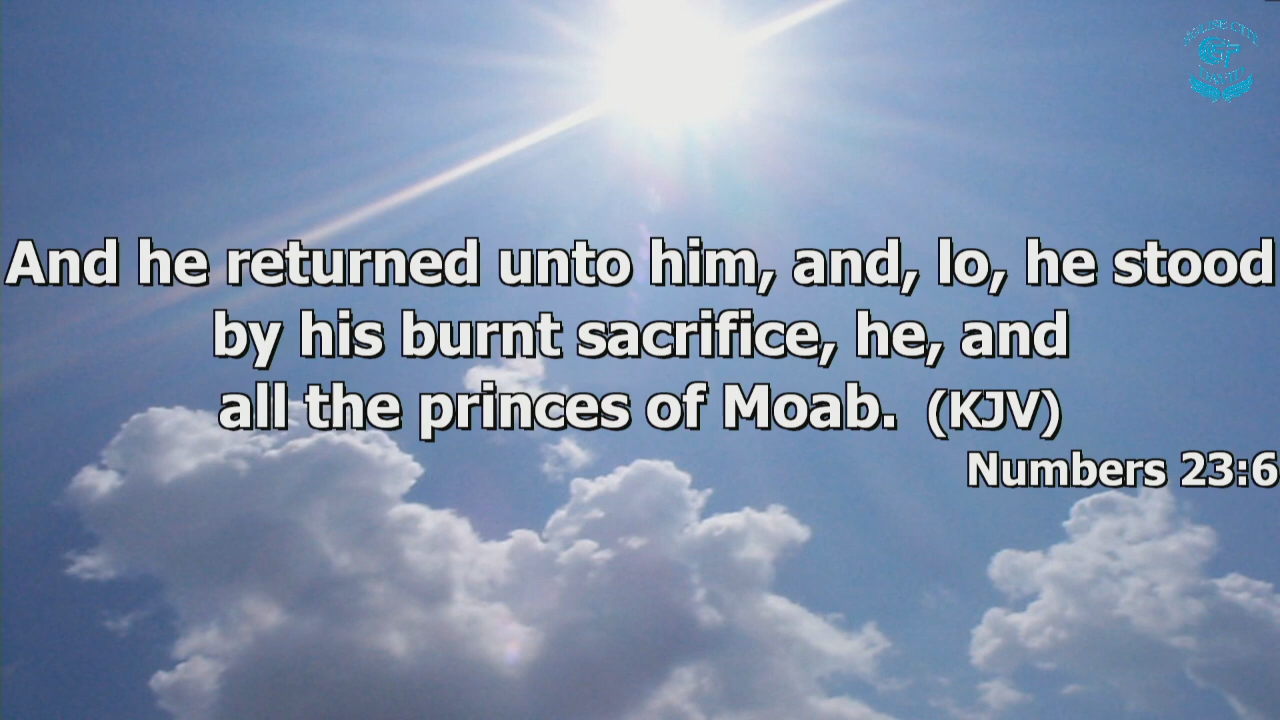 And he returned unto him, and, lo, he stood
by his burnt sacrifice, he, and
all the princes of Moab. (KJV)
Numbers 23:6